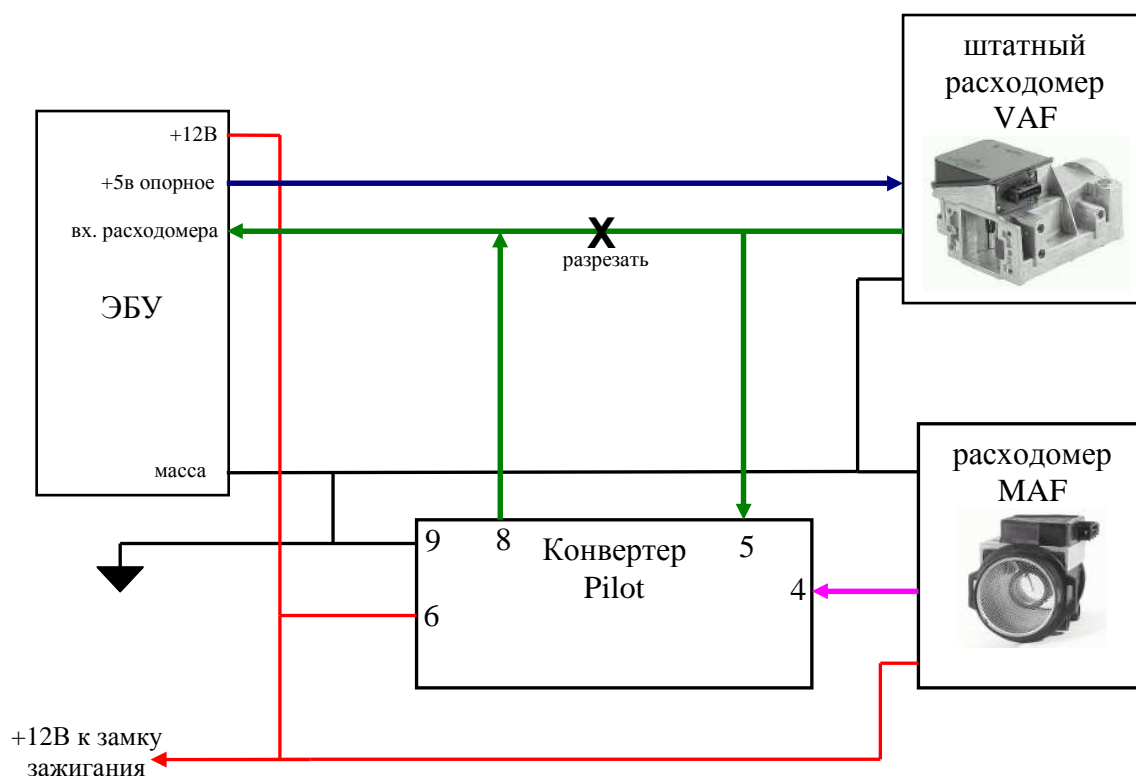 штатный
расходомер
VAF
+12В
+5в опорное
вх. расходомера
X
разрезать
ЭБУ
масса
расходомер
MAF
9
8
Конвертер
Pilot
5
4
6
+12В к замку
зажигания